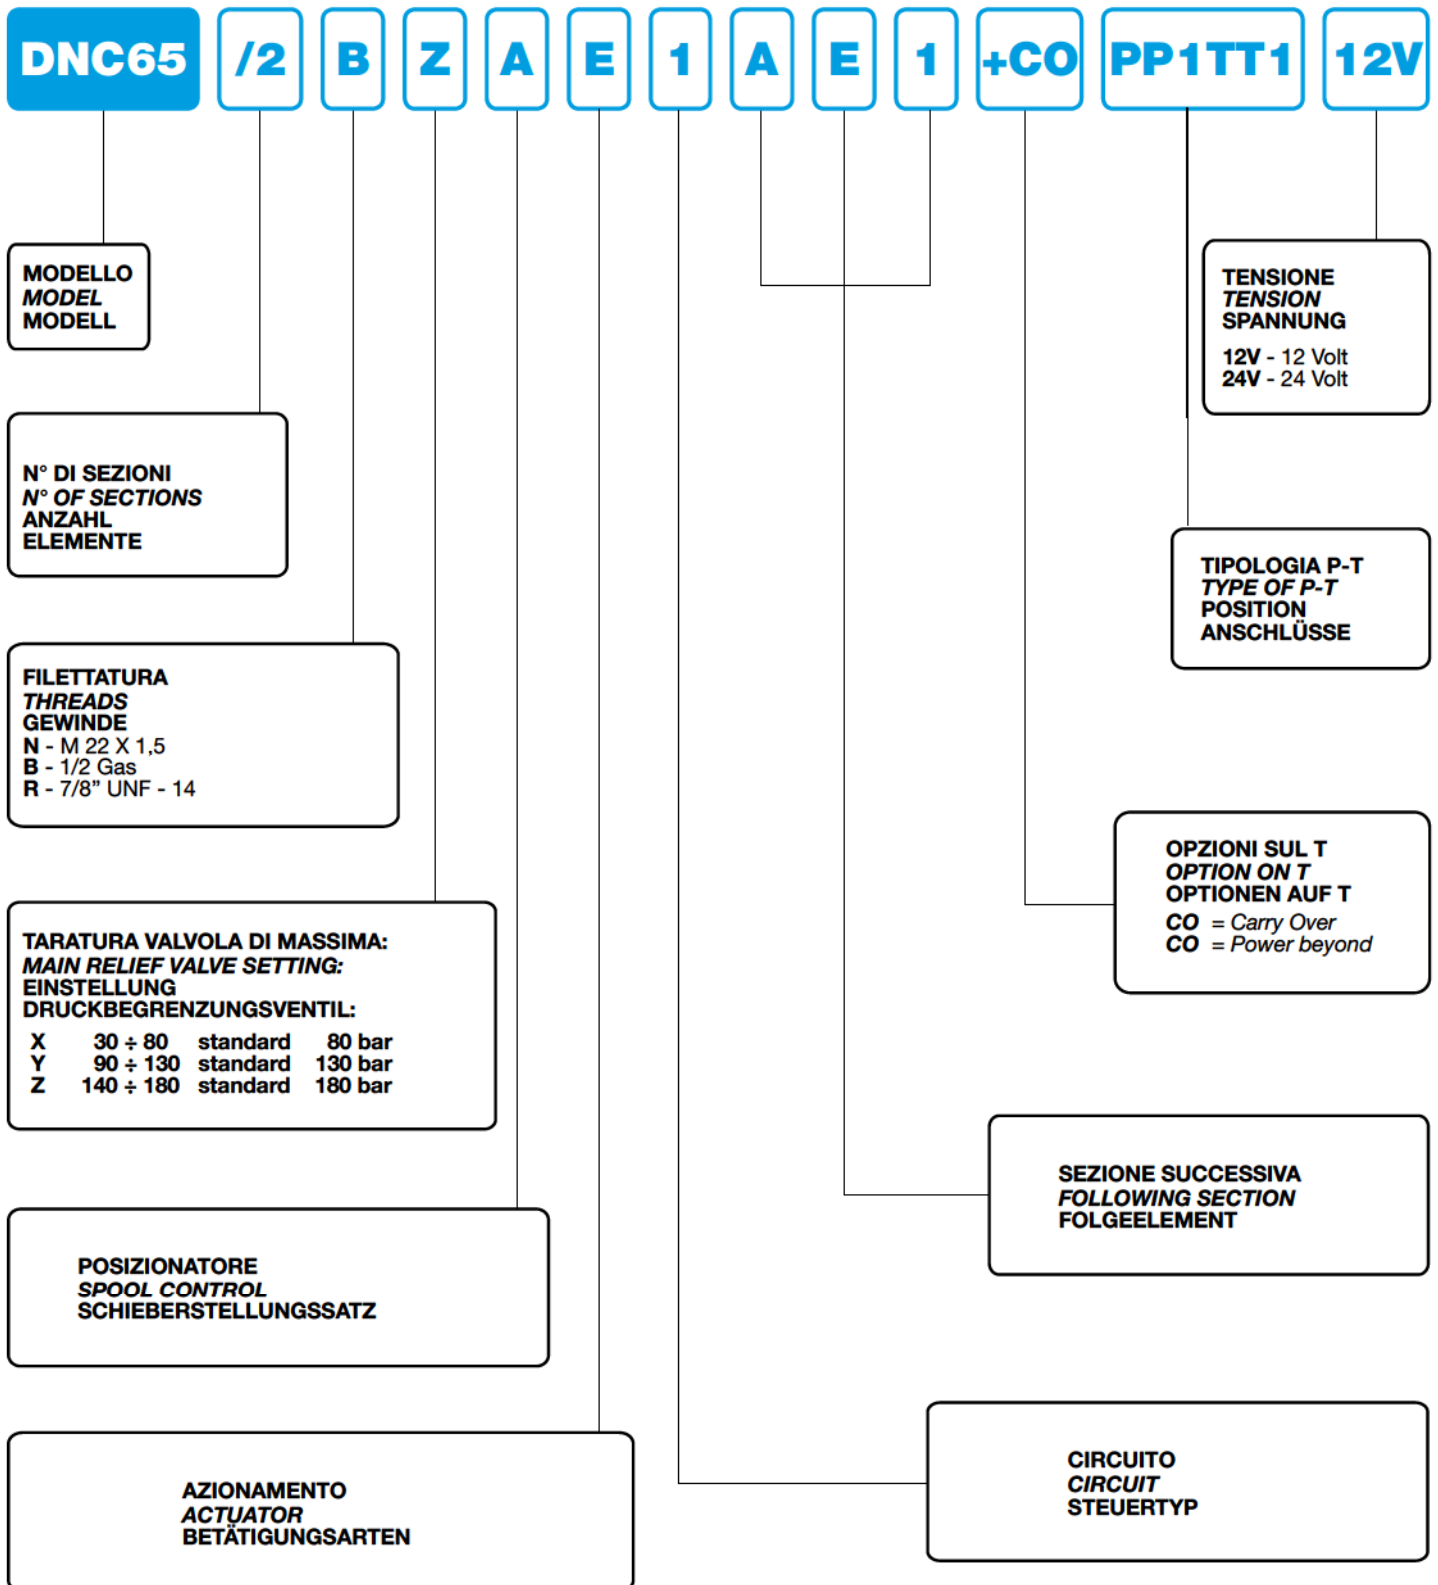 DNC65 /2 B Z A E 1 A E 1 +CO PP1TT1 12V
MODELLO
MODEL
MODELL
TENSIONE
TENSION
SPANNUNG
12V - 12 Volt
24V - 24 Volt
N° DI SEZIONI
N° OF SECTIONS
ANZAHL
ELEMENTE
TIPOLOGIA P-T
TYPE OF P-T
POSITION
ANSCHLÜSSE
FILETTATURA
THREADS
GEWINDE
N - M 22 X 1,5
B - 1/2 Gas
R - 7/8” UNF - 14
OPZIONI SUL T
OPTION ON T
OPTIONEN AUF T
CO = Carry Over
CO = Power beyond
TARATURA VALVOLA DI MASSIMA:
MAIN RELIEF VALVE SETTING:
EINSTELLUNG
DRUCKBEGRENZUNGSVENTIL:
X 30 ÷ 80 standard 80 bar
Y 90 ÷ 130 standard 130 bar
Z 140 ÷ 180 standard 180 bar
SEZIONE SUCCESSIVA
FOLLOWING SECTION
FOLGEELEMENT
POSIZIONATORE
SPOOL CONTROL
SCHIEBERSTELLUNGSSATZ
CIRCUITO
CIRCUIT
STEUERTYP
AZIONAMENTO
ACTUATOR
BETÄTIGUNGSARTEN